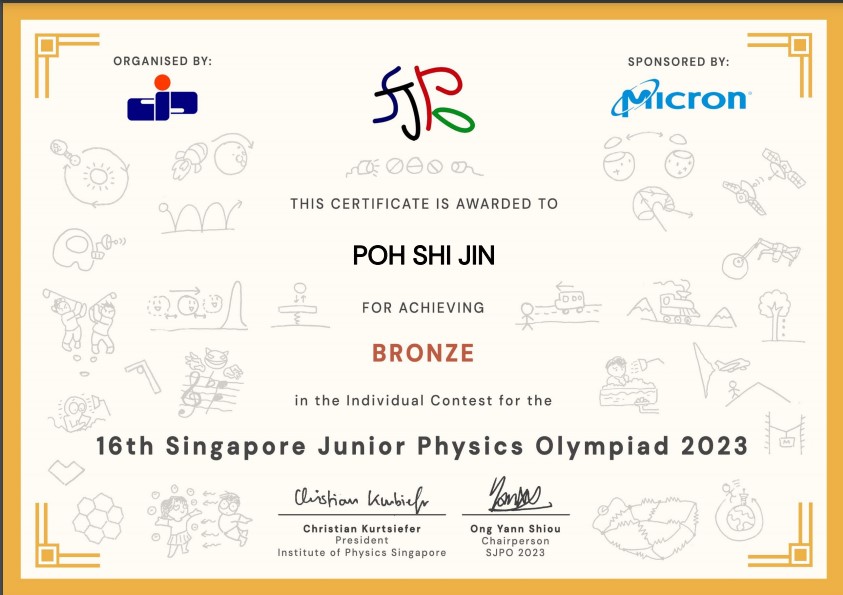 ORGANISED BY:
SPONSORED BY:
SJPO
Micron
THIS CERTIFICATE IS AWARDED TO
POH SHI JIN
FOR ACHIEVING
BRONZE
in the Individual Contest for the
16th Singapore Junior Physics Olympiad 2023
Christian Kurtsiefer
Christian Kurtsiefer
President
Institute of Physics Singapore
Ong Yann Shiou
Chairperson
SJPO 2023